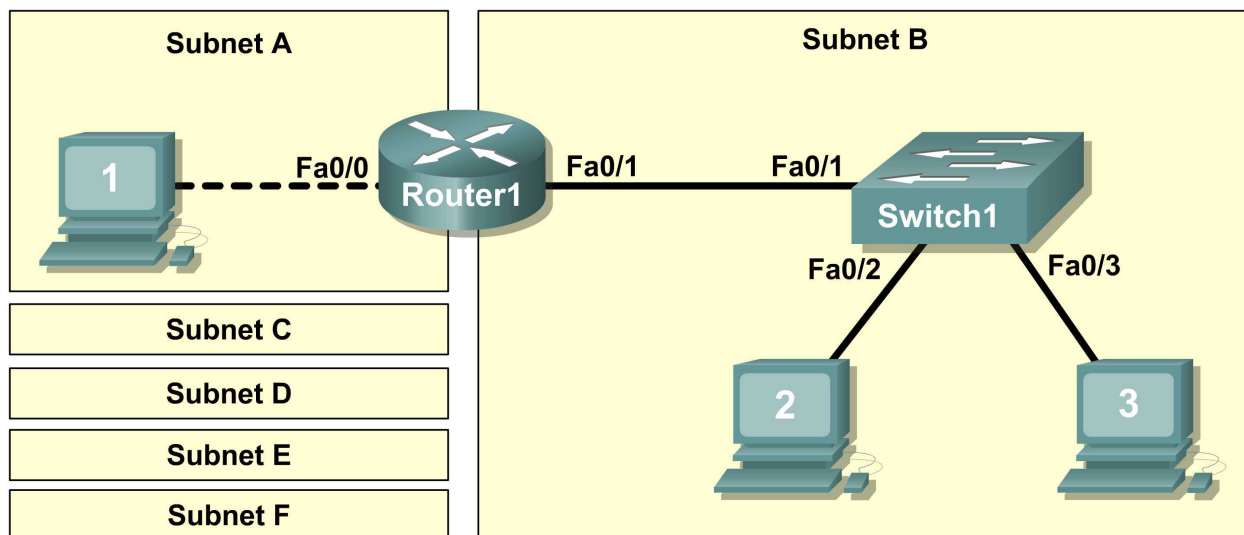 Subnet A
Subnet B
1
Fa0/0
Router1
Fa0/1
Fa0/1
Switch1
Fa0/2
Fa0/3
Subnet C
Subnet D
Subnet E
Subnet F
2
3